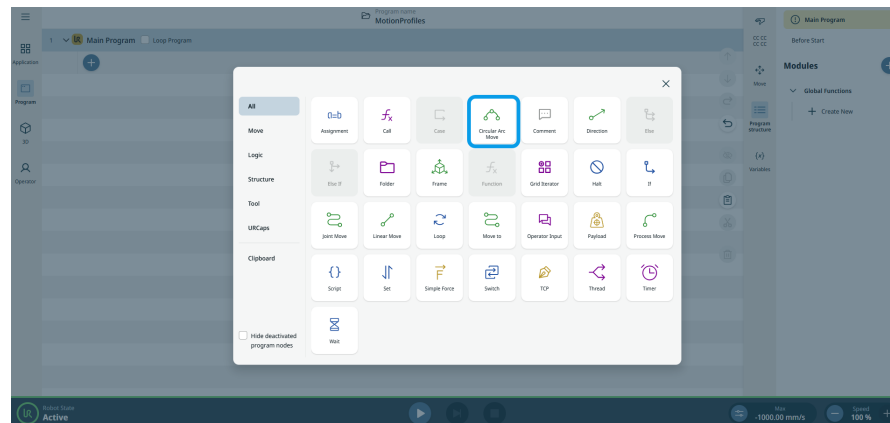 Program name
MotionProfiles
Main Program
1
Main Program
Loop Program
Before Start
Application
Modules
Move
Global Functions
Program
Create New
Program structure
3D
(x)
Variables
Operator
All
Move
Logic
Structure
Tool
URCaps
Clipboard
Hide deactivated
program nodes
Assignment
Call
Case
Circular Arc
Move
Comment
Direction
Else
Else If
Folder
Frame
Function
Grid Iterator
Halt
If
Joint Move
Linear Move
Loop
Move to
Operator Input
Payload
Process Move
Script
Set
Simple Force
Switch
TCP
Thread
Timer
Wait
Robot State
Active
Max
-1000.00 mm/s
Speed
100 %